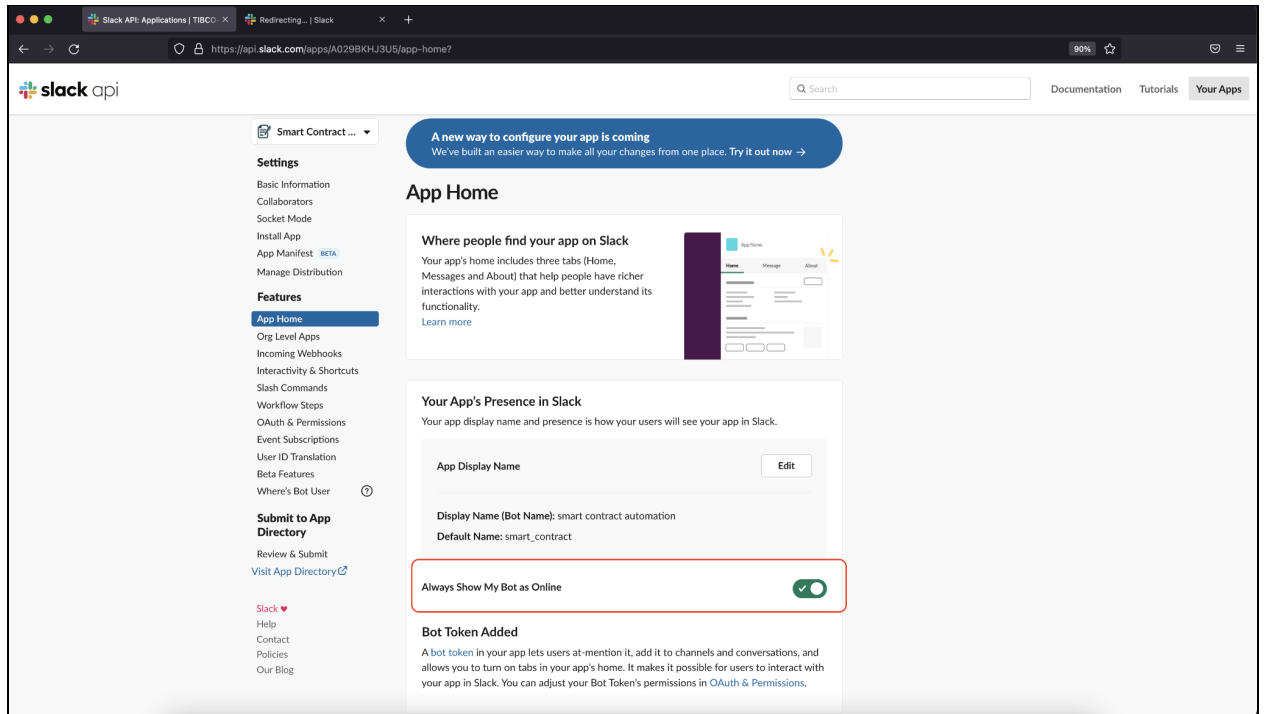 Slack API: Applications | TIBCO-
Redirecting... | Slack
https://api.slack.com/apps/A029BKHJ3U5/app-home?
90%
slack api
Search
Documentation
Tutorials
Your Apps
Smart Contract ...
Settings
Basic Information
Collaborators
Socket Mode
Install App
App Manifest BETA
Manage Distribution
Features
App Home
Org Level Apps
Incoming Webhooks
Interactivity & Shortcuts
Slash Commands
Workflow Steps
OAuth & Permissions
Event Subscriptions
User ID Translation
Beta Features
Where's Bot User
Submit to App
Directory
Review & Submit
Visit App Directory
Slack ♥
Help
Contact
Policies
Our Blog
A new way to configure your app is coming
We've built an easier way to make all your changes from one place. Try it out now →
App Home
Where people find your app on Slack
Your app's home includes three tabs (Home,
Messages and About) that help people have richer
interactions with your app and better understand its
functionality.
Learn more
App Name
Home Message About
Your App's Presence in Slack
Your app display name and presence is how your users will see your app in Slack.
App Display Name
Edit
Display Name (Bot Name): smart contract automation
Default Name: smart_contract
Always Show My Bot as Online
Bot Token Added
A bot token in your app lets users at-mention it, add it to channels and conversations, and
allows you to turn on tabs in your app's home. It makes it possible for users to interact with
your app in Slack. You can adjust your Bot Token's permissions in OAuth & Permissions.